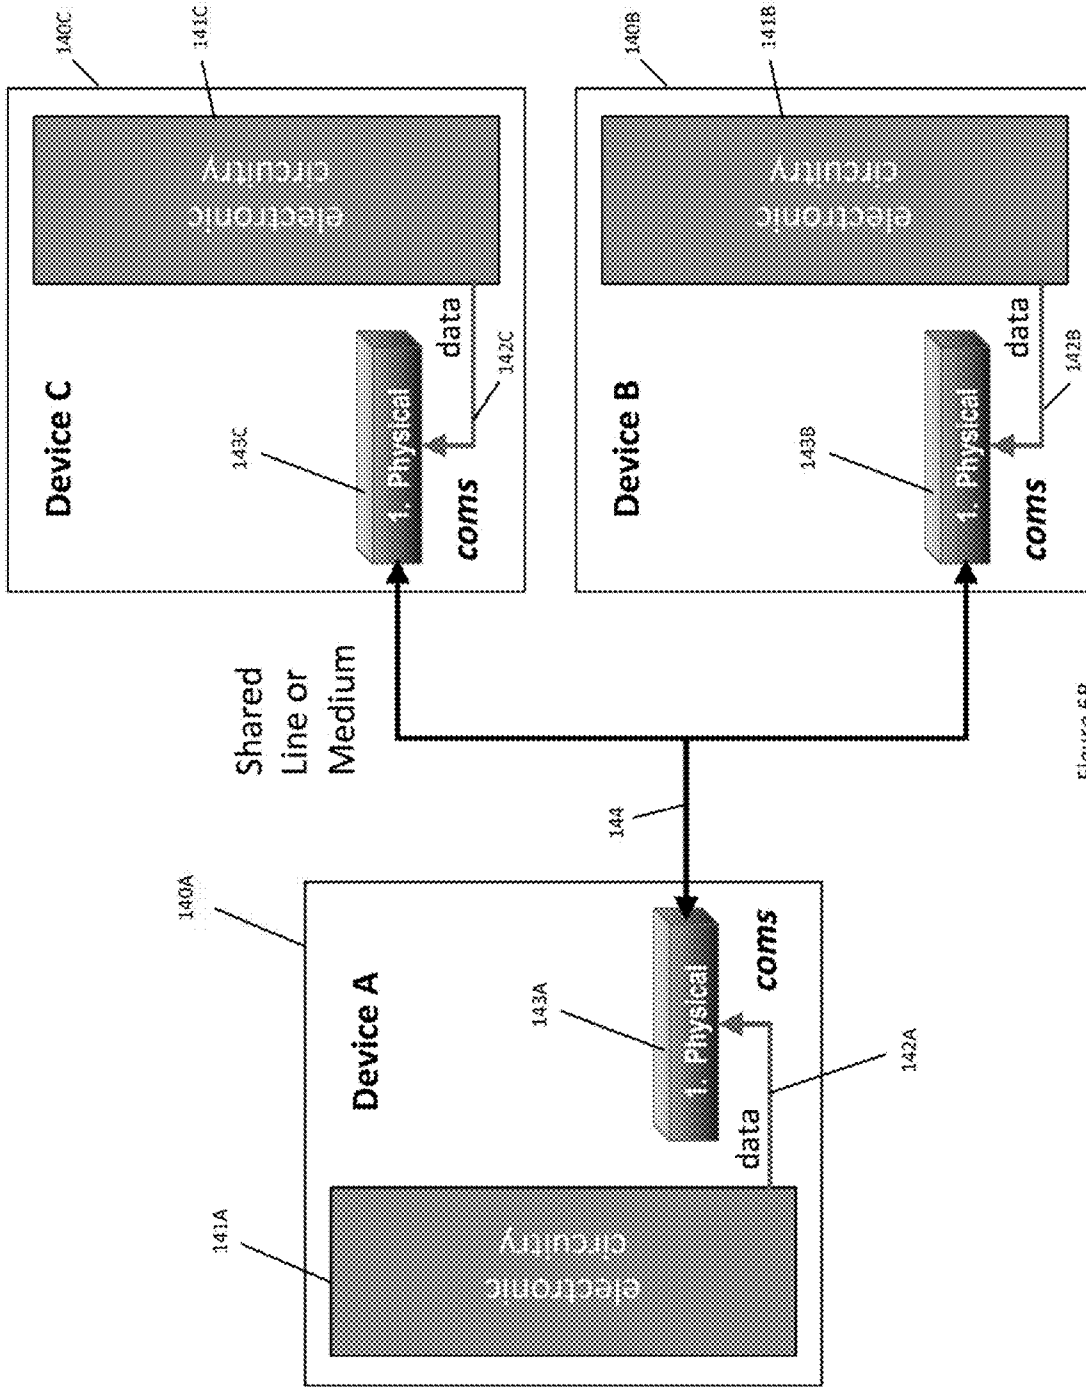 140A
141A
Device A
electronic
circuitry
data
142A
143A
1. Physical
coms
144
Shared
Line or
Medium
140C
141C
Device C
143C
1. Physical
coms
142C
data
electronic
circuitry
140B
141B
Device B
143B
1. Physical
coms
142B
data
electronic
circuitry